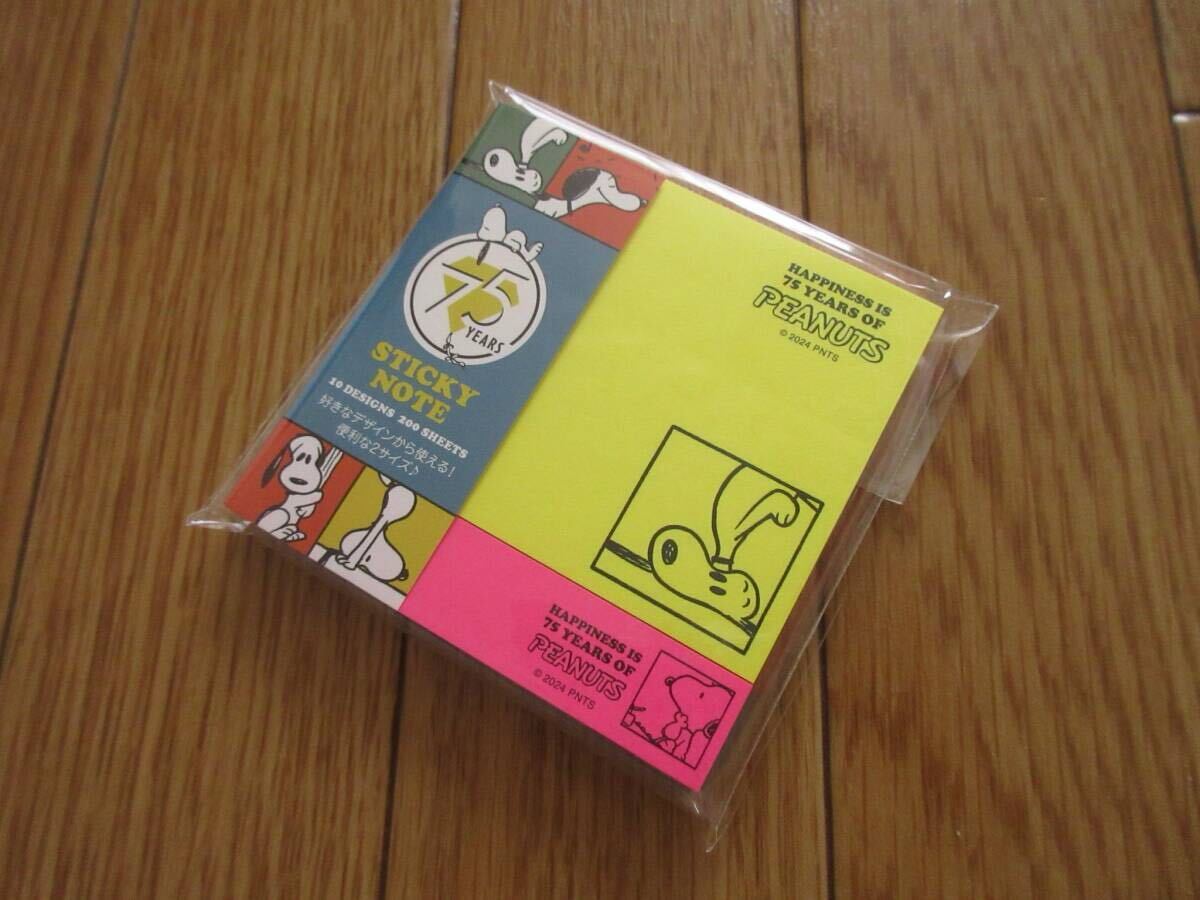 75
YEARS
STICKY
NOTE
10 DESIGNS 200 SHEETS
好きなデザインから使える!
便利な2サイズ♪
HAPPINESS IS
75 YEARS OF
PEANUTS
© 2024 PNTS
HAPPINESS IS
75 YEARS OF
PEANUTS
© 2024 PNTS